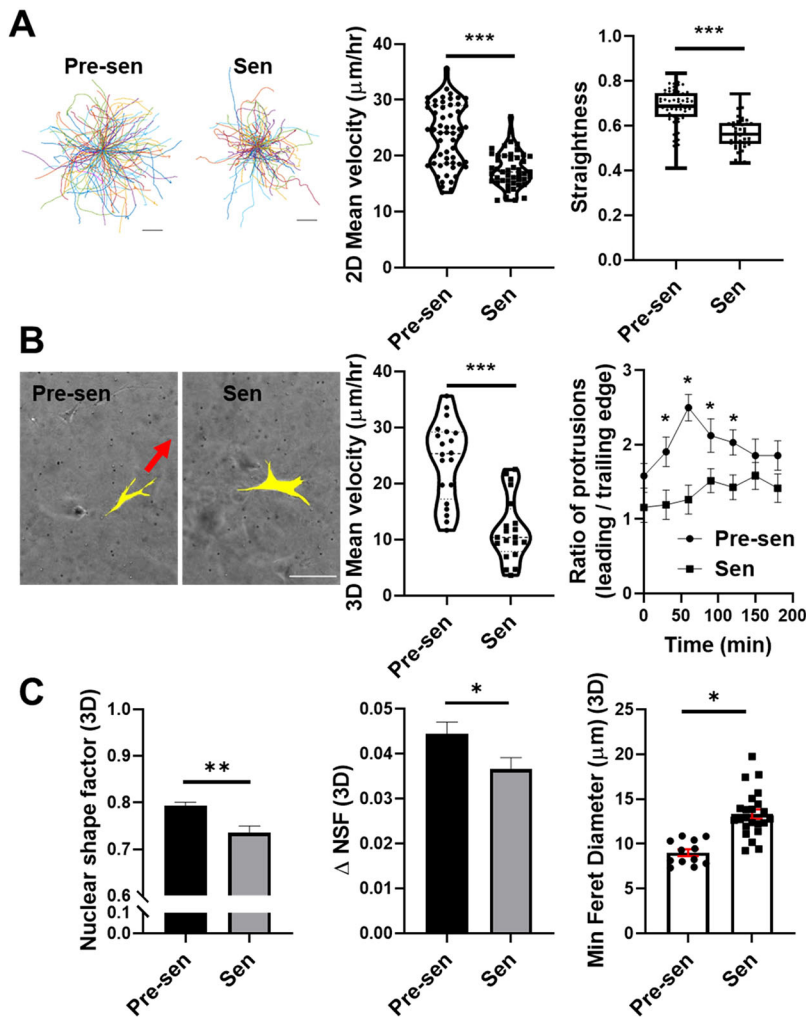 A
Pre-sen
Sen
2D Mean velocity (μm/hr)
40
30
20
10
0
***
Pre-sen
Sen
Straightness
1.0
0.8
0.6
0.4
0.2
0.0
***
Pre-sen
Sen
B
Pre-sen
Sen
3D Mean velocity (μm/hr)
40
30
20
10
0
***
Pre-sen
Sen
Ratio of protrusions
(leading / trailing edge)
3
2
1
0
*
*
*
*
Pre-sen
Sen
0
50
100
150
200
Time (min)
C
Nuclear shape factor (3D)
1.0
0.9
0.8
0.7
0.6
0.1
0.0
**
Pre-sen
Sen
Δ NSF (3D)
0.05
0.04
0.03
0.02
0.01
0.00
*
Pre-sen
Sen
Min Feret Diameter (μm) (3D)
25
20
15
10
5
0
*
Pre-sen
Sen